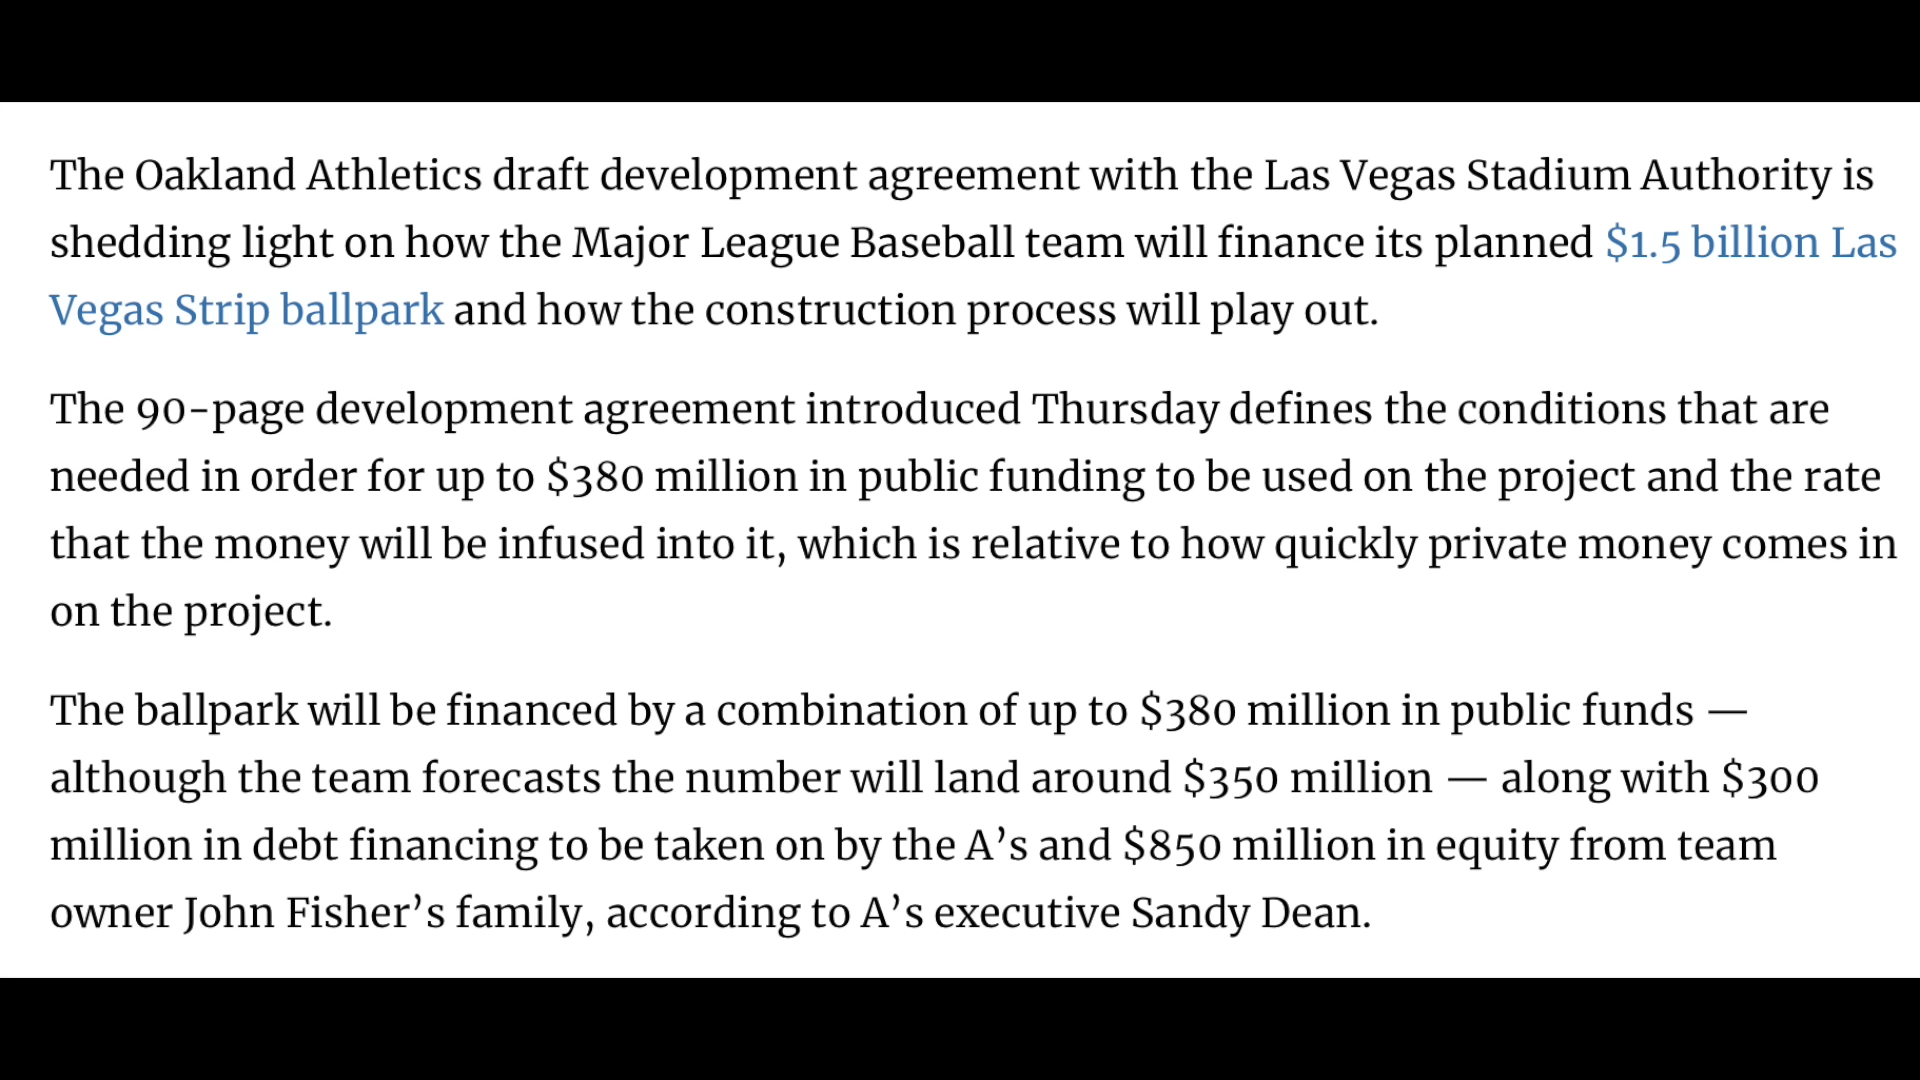 The Oakland Athletics draft development agreement with the Las Vegas Stadium Authority is
shedding light on how the Major League Baseball team will finance its planned $1.5 billion Las
Vegas Strip ballpark and how the construction process will play out.
The 90-page development agreement introduced Thursday defines the conditions that are
needed in order for up to $380 million in public funding to be used on the project and the rate
that the money will be infused into it, which is relative to how quickly private money comes in
on the project.
The ballpark will be financed by a combination of up to $380 million in public funds —
although the team forecasts the number will land around $350 million — along with $300
million in debt financing to be taken on by the A’s and $850 million in equity from team
owner John Fisher’s family, according to A’s executive Sandy Dean.